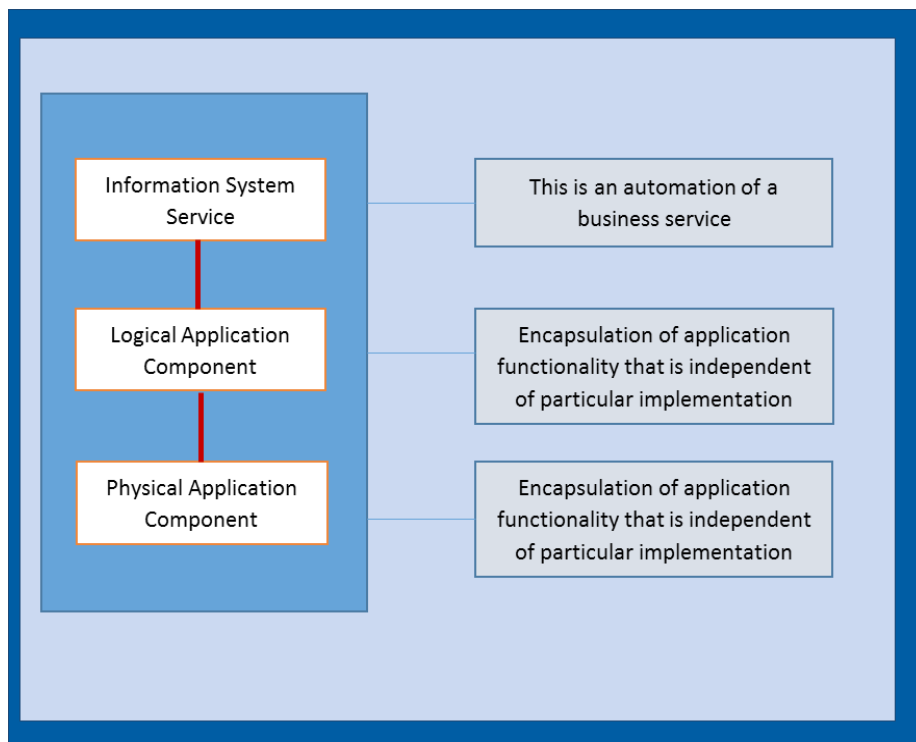 Information System
Service
This is an automation of a
business service
Logical Application
Component
Encapsulation of application
functionality that is independent
of particular implementation
Physical Application
Component
Encapsulation of application
functionality that is independent
of particular implementation